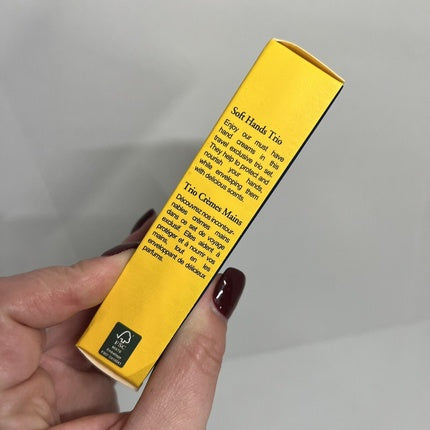 Soft Hands Trio
Enjoy our must have
hand creams in this
travel exclusive trio set.
They help to protect and
nourish your hands,
while enveloping them
with delicious scents.
Trio Crèmes Mains
Découvrez nos incontour-
nables crèmes mains
dans ce set de voyage
exclusif. Elles aident à
protéger et à nourrir vos
mains, tout en les
enveloppant de délicieux
parfums.
FSC